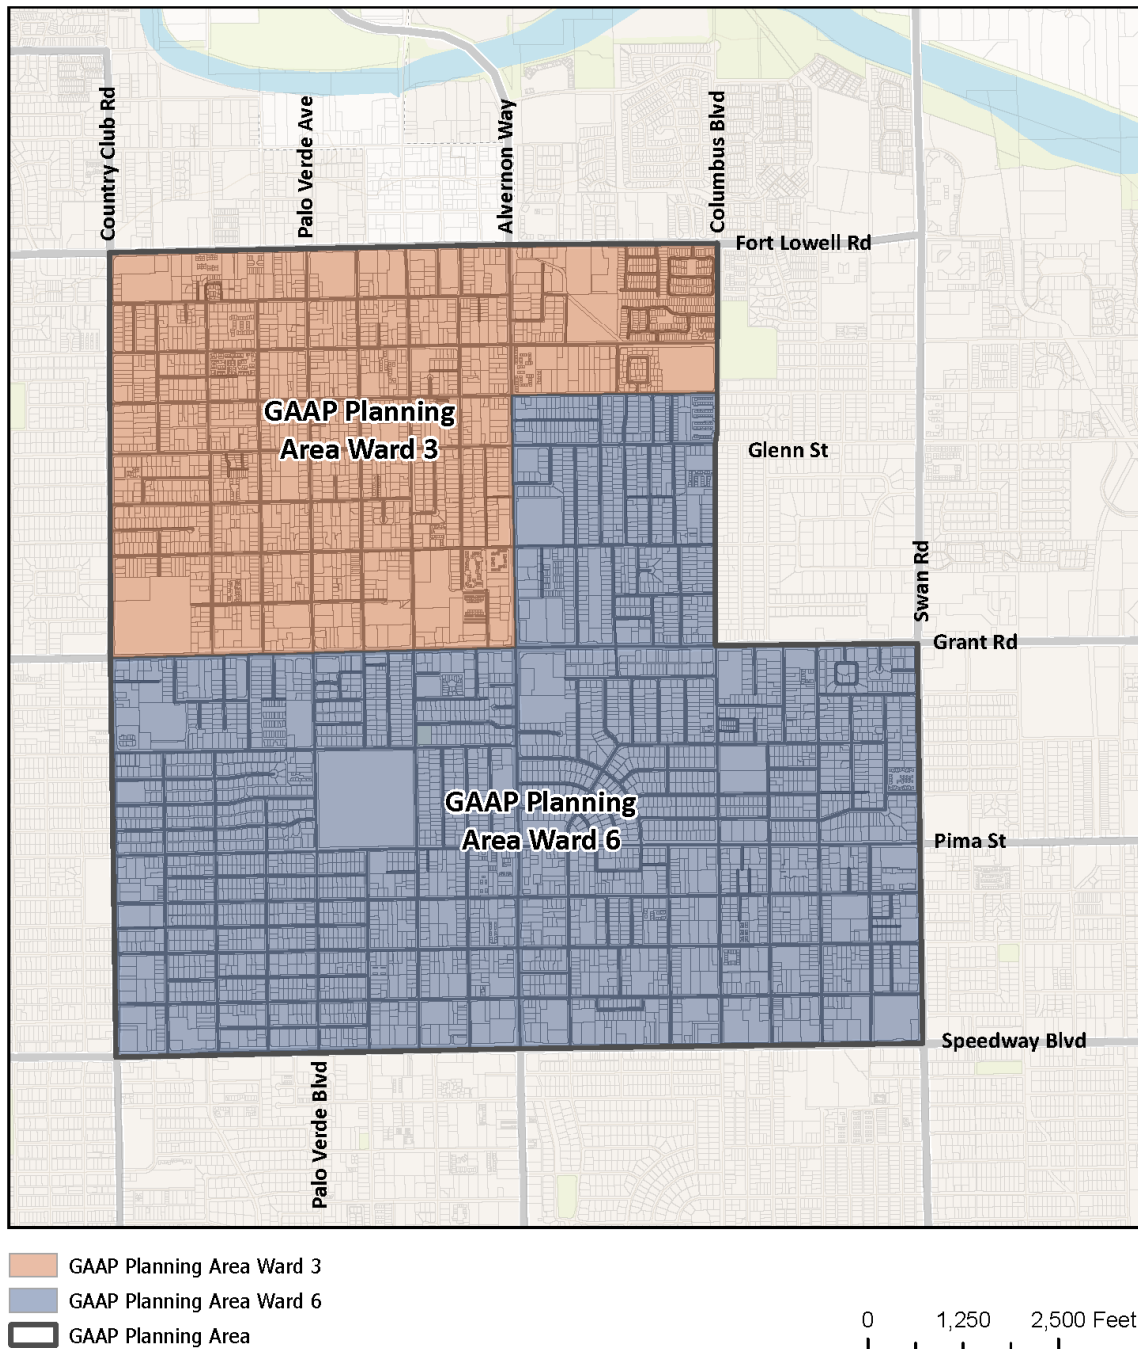 Country Club Rd
Palo Verde Ave
Alvernon Way
Columbus Blvd
Fort Lowell Rd
GAAP Planning
Area Ward 3
Glenn St
Swan Rd
Grant Rd
GAAP Planning
Area Ward 6
Pima St
Speedway Blvd
Palo Verde Blvd
GAAP Planning Area Ward 3
GAAP Planning Area Ward 6
GAAP Planning Area
0 1,250 2,500 Feet